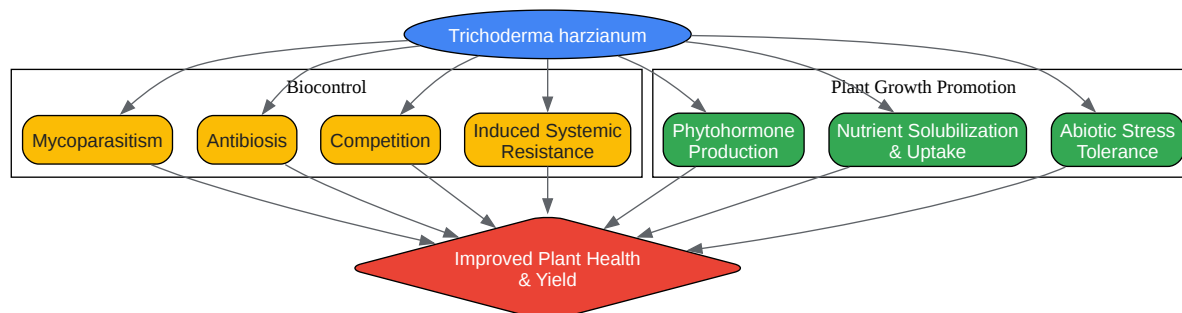 Trichoderma harzianum
Biocontrol
Plant Growth Promotion
Mycoparasitism
Antibiosis
Competition
Induced Systemic
Resistance
Phytohormone
Production
Nutrient Solubilization
& Uptake
Abiotic Stress
Tolerance
Improved Plant Health
& Yield